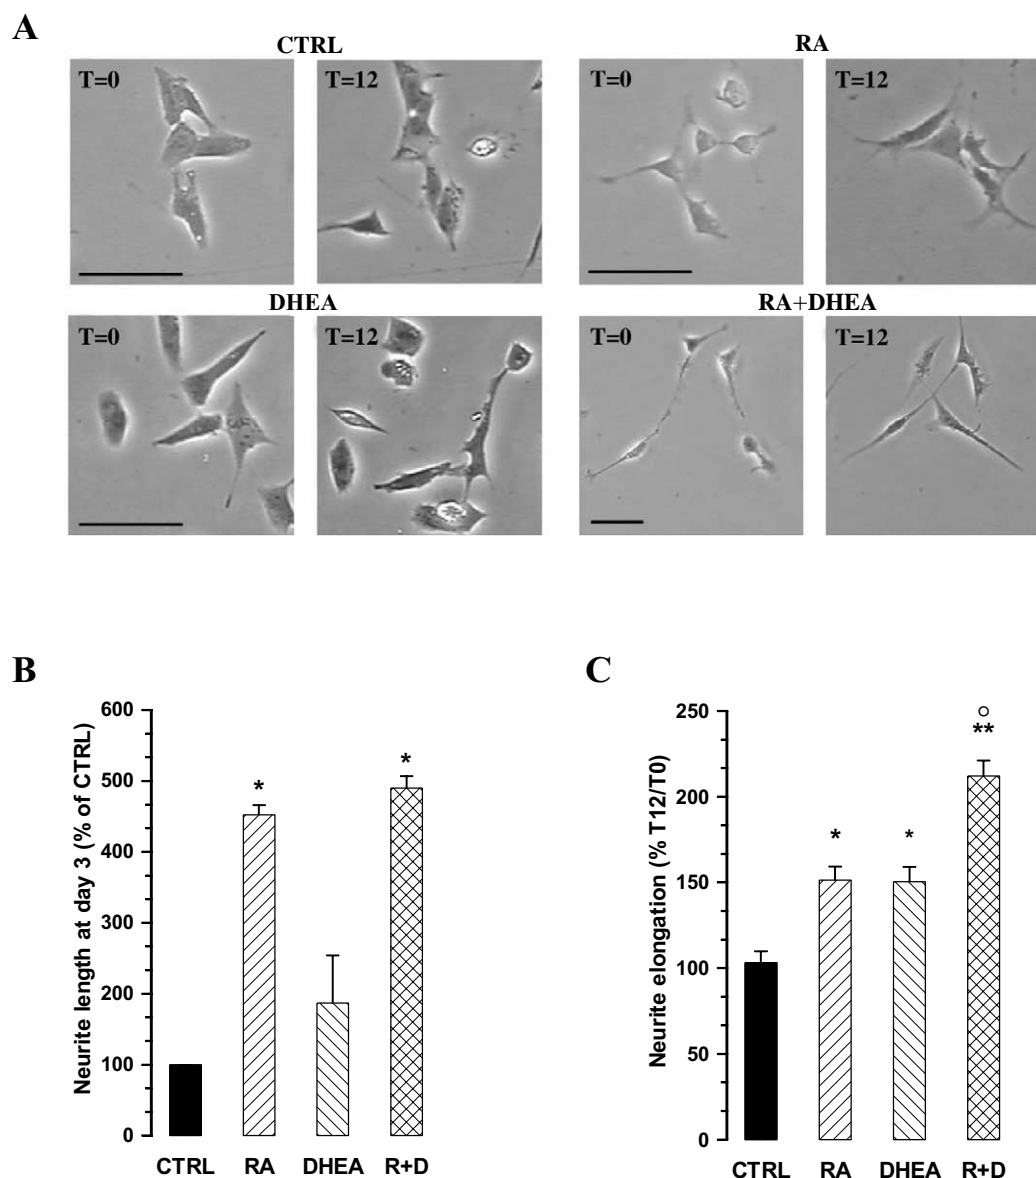 A
CTRL
RA
T=0
T=12
T=0
T=12
DHEA
RA+DHEA
T=0
T=12
T=0
T=12
B
Neurite length at day 3 (% of CTRL)
600
500
400
300
200
100
0
*
*
CTRL
RA
DHEA
R+D
C
Neurite elongation (% T12/T0)
250
200
150
100
50
0
*
*
○
**
CTRL
RA
DHEA
R+D